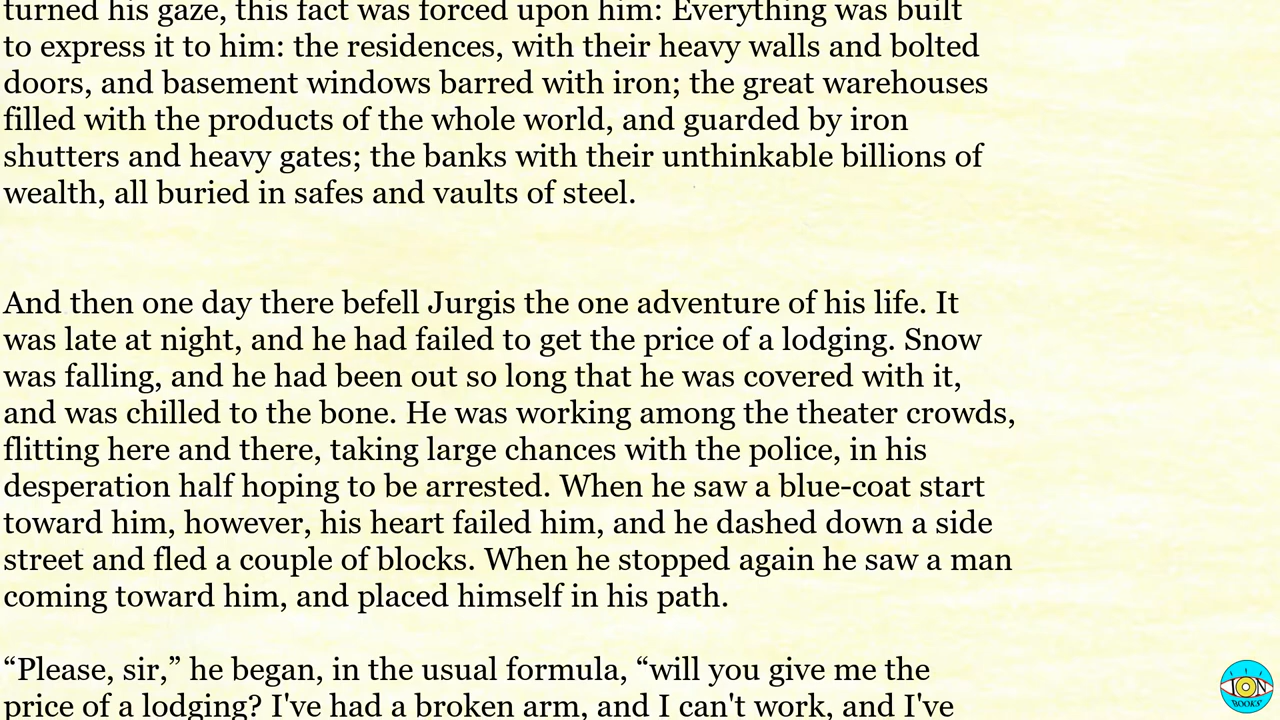 turned his gaze, this fact was forced upon him: Everything was built
to express it to him: the residences, with their heavy walls and bolted
doors, and basement windows barred with iron; the great warehouses
filled with the products of the whole world, and guarded by iron
shutters and heavy gates; the banks with their unthinkable billions of
wealth, all buried in safes and vaults of steel.
And then one day there befell Jurgis the one adventure of his life. It
was late at night, and he had failed to get the price of a lodging. Snow
was falling, and he had been out so long that he was covered with it,
and was chilled to the bone. He was working among the theater crowds,
flitting here and there, taking large chances with the police, in his
desperation half hoping to be arrested. When he saw a blue-coat start
toward him, however, his heart failed him, and he dashed down a side
street and fled a couple of blocks. When he stopped again he saw a man
coming toward him, and placed himself in his path.
“Please, sir,” he began, in the usual formula, “will you give me the
price of a lodging? I've had a broken arm, and I can't work, and I've
ION
BOOKS